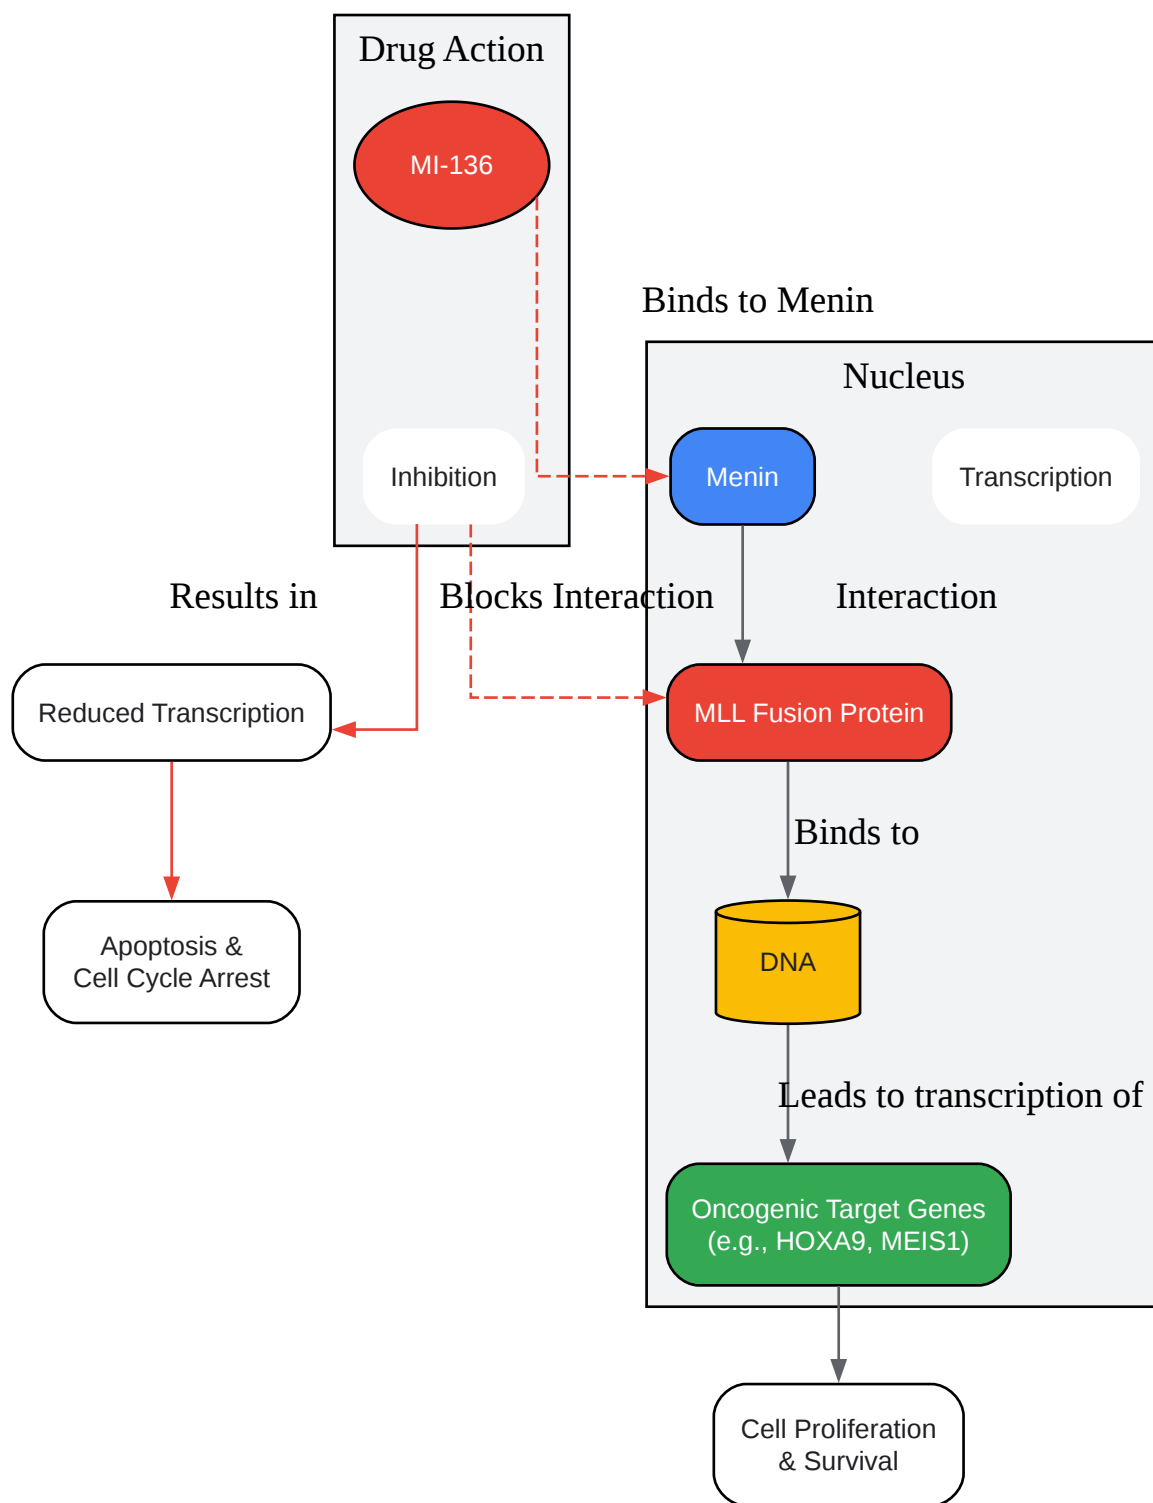 Drug Action
MI-136
Binds to Menin
Nucleus
Inhibition
Menin
Transcription
Results in
Blocks Interaction
Interaction
Reduced Transcription
MLL Fusion Protein
Binds to
Apoptosis &
Cell Cycle Arrest
DNA
Leads to transcription of
Oncogenic Target Genes
(e.g., HOXA9, MEIS1)
Cell Proliferation
& Survival